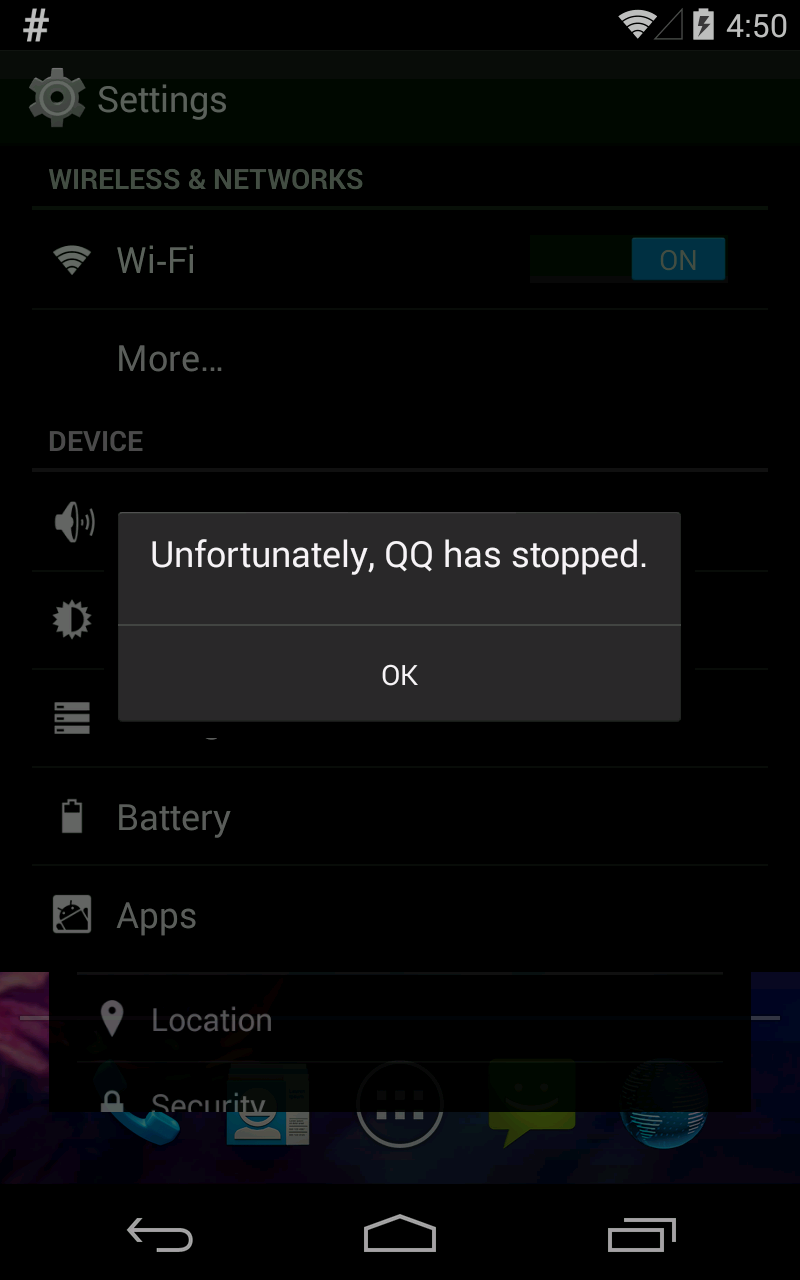 # 4:50
Settings
WIRELESS & NETWORKS
Wi-Fi ON
More…
DEVICE
Unfortunately, QQ has stopped.
OK
Battery
Apps
Location
Security